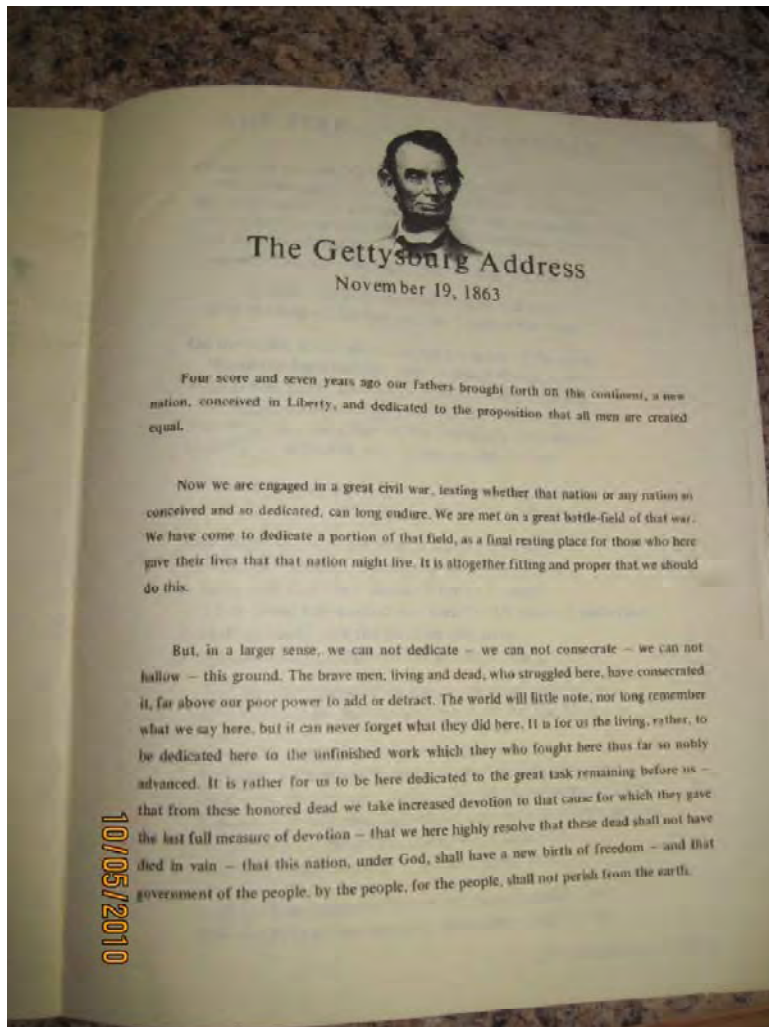 The Gettysburg Address
November 19, 1863
Four score and seven years ago our fathers brought forth on this continent, a new
nation, conceived in Liberty, and dedicated to the proposition that all men are created
equal.
Now we are engaged in a great civil war, testing whether that nation or any nation so
conceived and so dedicated, can long endure. We are met on a great battle-field of that war.
We have come to dedicate a portion of that field, as a final resting place for those who here
gave their lives that that nation might live. It is altogether fitting and proper that we should
do this.
But, in a larger sense, we can not dedicate – we can not consecrate – we can not
hallow – this ground. The brave men, living and dead, who struggled here, have consecrated
it, far above our poor power to add or detract. The world will little note, nor long remember
what we say here, but it can never forget what they did here. It is for us the living, rather, to
be dedicated here to the unfinished work which they who fought here thus far so nobly
advanced. It is rather for us to be here dedicated to the great task remaining before us –
that from these honored dead we take increased devotion to that cause for which they gave
the last full measure of devotion – that we here highly resolve that these dead shall not have
died in vain – that this nation, under God, shall have a new birth of freedom – and that
government of the people, by the people, for the people, shall not perish from the earth.
10/05/2010